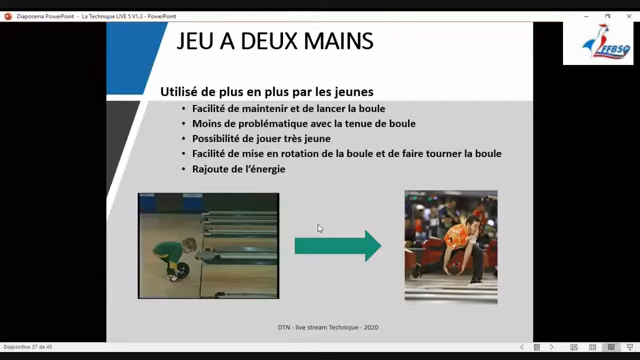 Diaporama PowerPoint - La Technique LIVE 5 V1.2 - PowerPoint
JEU A DEUX MAINS
FFBSQ
Utilisé de plus en plus par les jeunes
• Facilité de maintenir et de lancer la boule
• Moins de problématique avec la tenue de boule
• Possibilité de jouer très jeune
• Facilité de mise en rotation de la boule et de faire tourner la boule
• Rajoute de l'énergie
DTN - live stream Technique - 2020
Diapositive 37 de 45